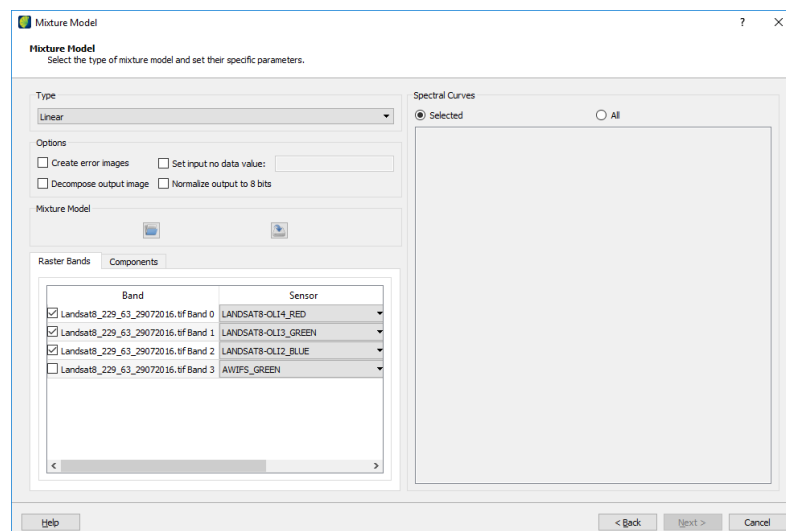 Mixture Model
?
Mixture Model
Select the type of mixture model and set their specific parameters.
Type
Linear
Options
Create error images
Set input no data value:
Decompose output image
Normalize output to 8 bits
Mixture Model
Raster Bands
Components
Band Sensor
Landsat8_229_63_29072016.tif Band 0 LANDSAT8-OLI4_RED
Landsat8_229_63_29072016.tif Band 1 LANDSAT8-OLI3_GREEN
Landsat8_229_63_29072016.tif Band 2 LANDSAT8-OLI2_BLUE
Landsat8_229_63_29072016.tif Band 3 AWIFS_GREEN
Spectral Curves
Selected
All
Help
< Back
Next >
Cancel